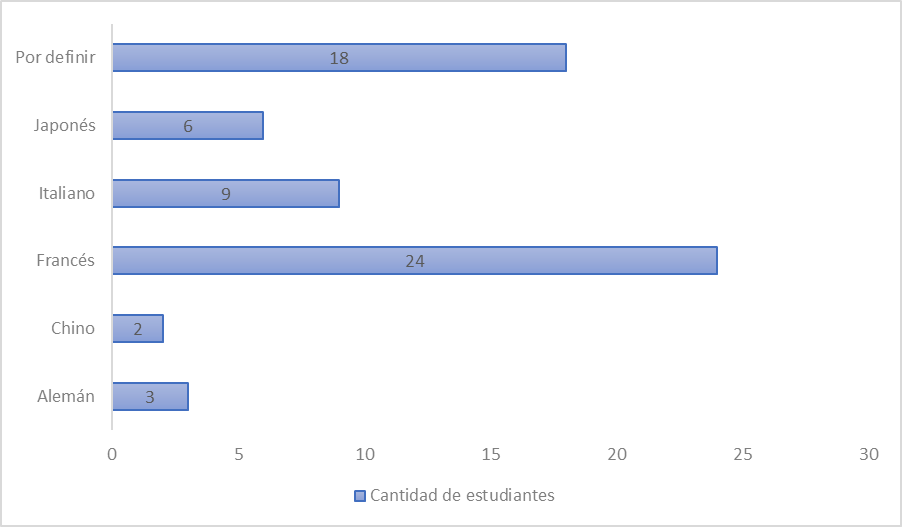 Por definir
18
Japonés
6
Italiano
9
Francés
24
Chino
2
Alemán
3
0 5 10 15 20 25 30
Cantidad de estudiantes